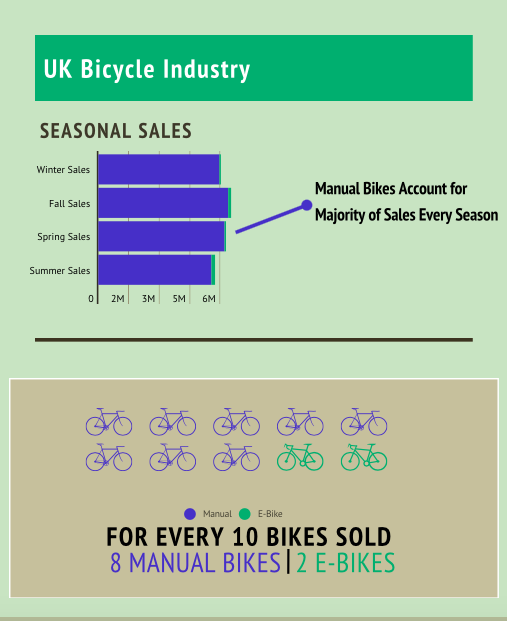 UK Bicycle Industry
SEASONAL SALES
Winter Sales
Fall Sales
Spring Sales
Summer Sales
0 2M 3M 5M 6M
Manual Bikes Account for
Majority of Sales Every Season
Manual E-Bike
FOR EVERY 10 BIKES SOLD
8 MANUAL BIKES | 2 E-BIKES